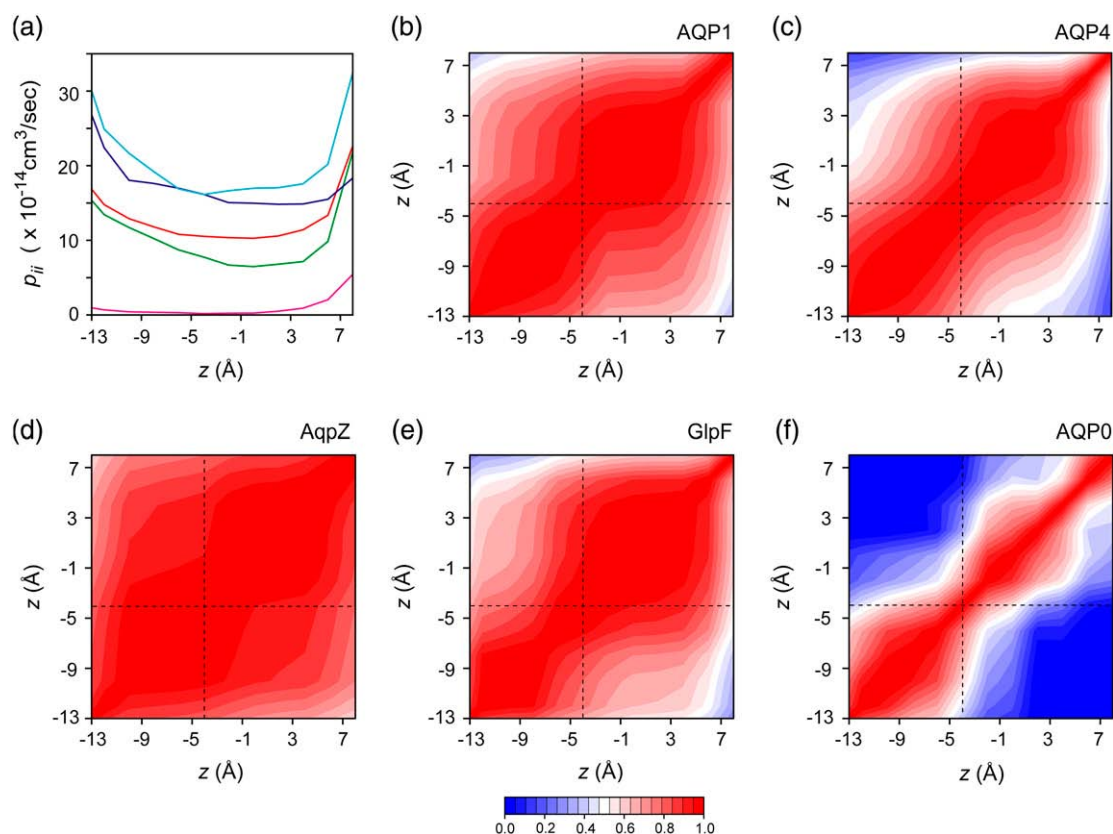 (a)
p_ii ( x 10^-14 cm^3/sec)
30
20
10
0
-13 -9 -5 -1 3 7
z (Å)
(b) AQP1
z (Å)
7
3
-1
-5
-9
-13
-13 -9 -5 -1 3 7
z (Å)
(c) AQP4
z (Å)
7
3
-1
-5
-9
-13
-13 -9 -5 -1 3 7
z (Å)
(d) AqpZ
z (Å)
7
3
-1
-5
-9
-13
-13 -9 -5 -1 3 7
z (Å)
(e) GlpF
z (Å)
7
3
-1
-5
-9
-13
-13 -9 -5 -1 3 7
z (Å)
(f) AQP0
z (Å)
7
3
-1
-5
-9
-13
-13 -9 -5 -1 3 7
z (Å)
0.0 0.2 0.4 0.6 0.8 1.0